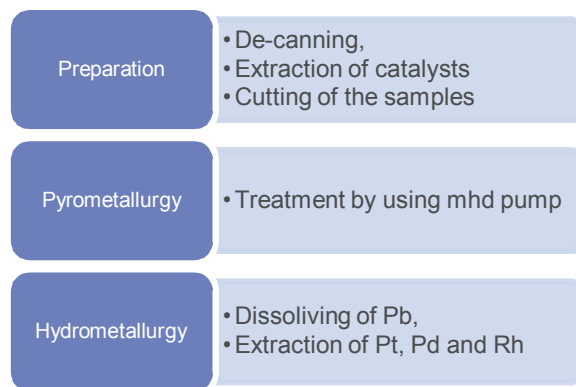 Preparation
• De-canning,
• Extraction of catalysts
• Cutting of the samples
Pyrometallurgy
• Treatment by using mhd pump
Hydrometallurgy
• Dissoliving of Pb,
• Extraction of Pt, Pd and Rh